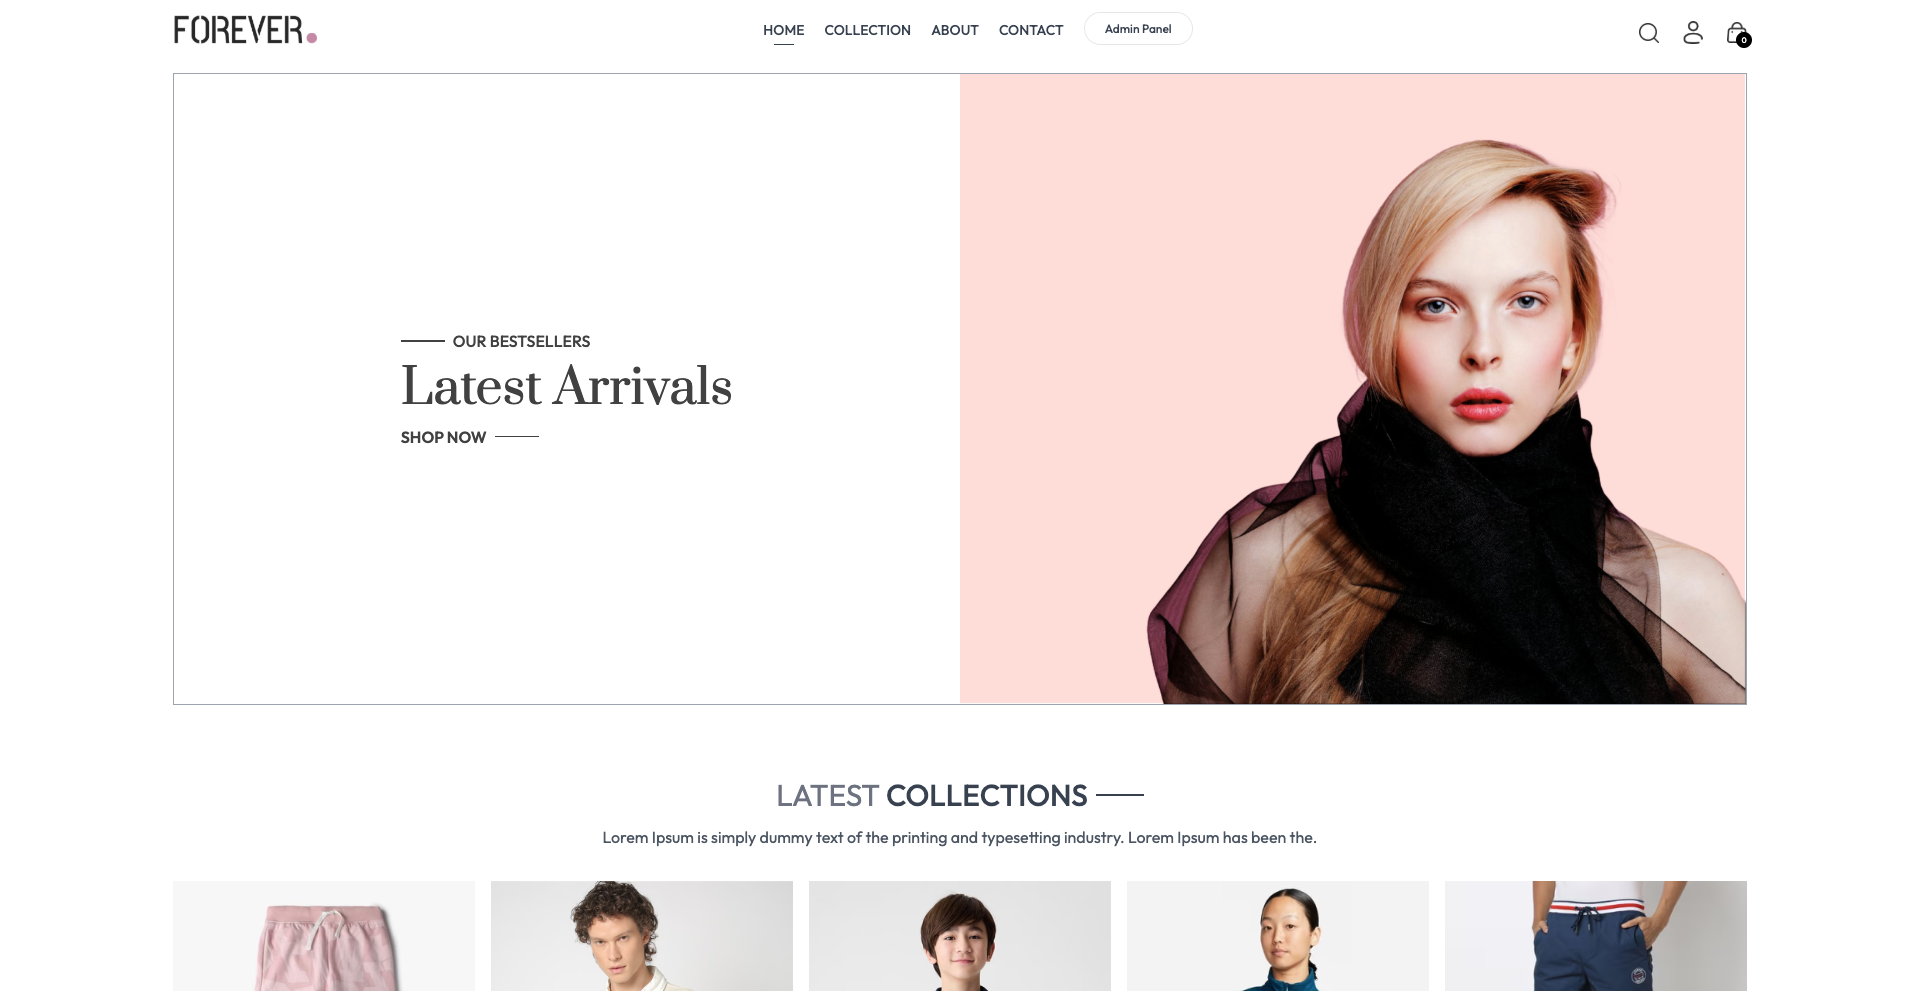 FOREVER.
HOME COLLECTION ABOUT CONTACT Admin Panel
0
OUR BESTSELLERS
Latest Arrivals
SHOP NOW
LATEST COLLECTIONS
Lorem Ipsum is simply dummy text of the printing and typesetting industry. Lorem Ipsum has been the.